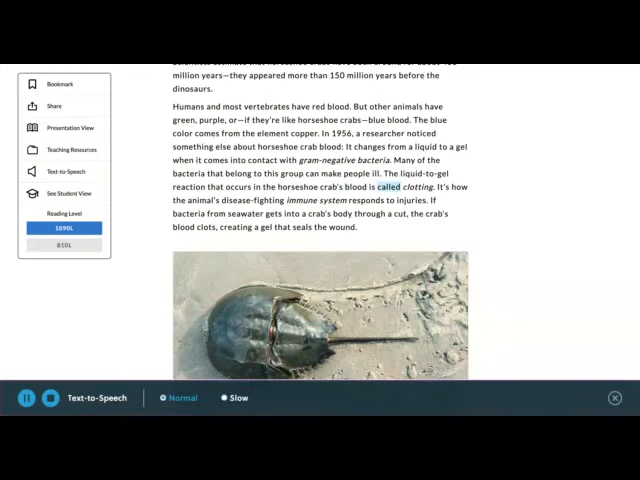 million years—they appeared more than 150 million years before the
dinosaurs.
Humans and most vertebrates have red blood. But other animals have
green, purple, or—if they're like horseshoe crabs—blue blood. The blue
color comes from the element copper. In 1956, a researcher noticed
something else about horseshoe crab blood: It changes from a liquid to a gel
when it comes into contact with gram-negative bacteria. Many of the
bacteria that belong to this group can make people ill. The liquid-to-gel
reaction that occurs in the horseshoe crab's blood is called clotting. It's how
the animal's disease-fighting immune system responds to injuries. If
bacteria from seawater gets into a crab's body through a cut, the crab's
blood clots, creating a gel that seals the wound.
Bookmark
Share
Presentation View
Teaching Resources
Text-to-Speech
See Student View
Reading Level
1090L
810L
Text-to-Speech
Normal
Slow